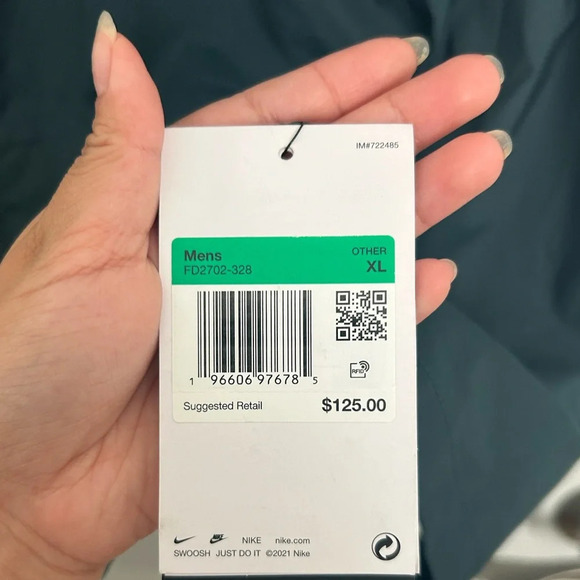 IM#722485
Mens OTHER
FD2702-328 XL
1 96606 97678 5
RFID
Suggested Retail $125.00
NIKE nike.com
SWOOSH JUST DO IT ©2021 Nike